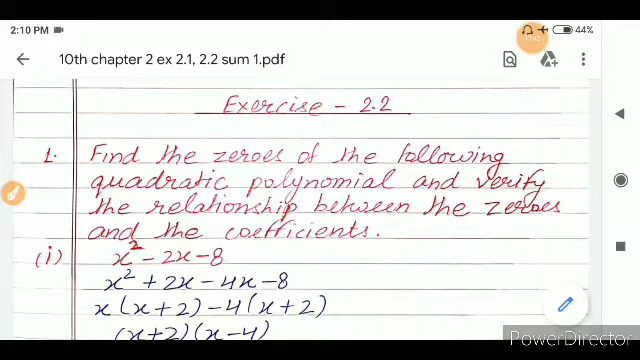 2:10 PM
44%
10th chapter 2 ex 2.1, 2.2 sum 1.pdf
Exercise - 2.2
1. Find the zeroes of the following
quadratic polynomial and verify
the relationship between the zeroes
and the coefficients.
(i) x² - 2x - 8
x² + 2x - 4x - 8
x (x + 2) - 4 (x + 2)
(x + 2) (x - 4)
PowerDirector